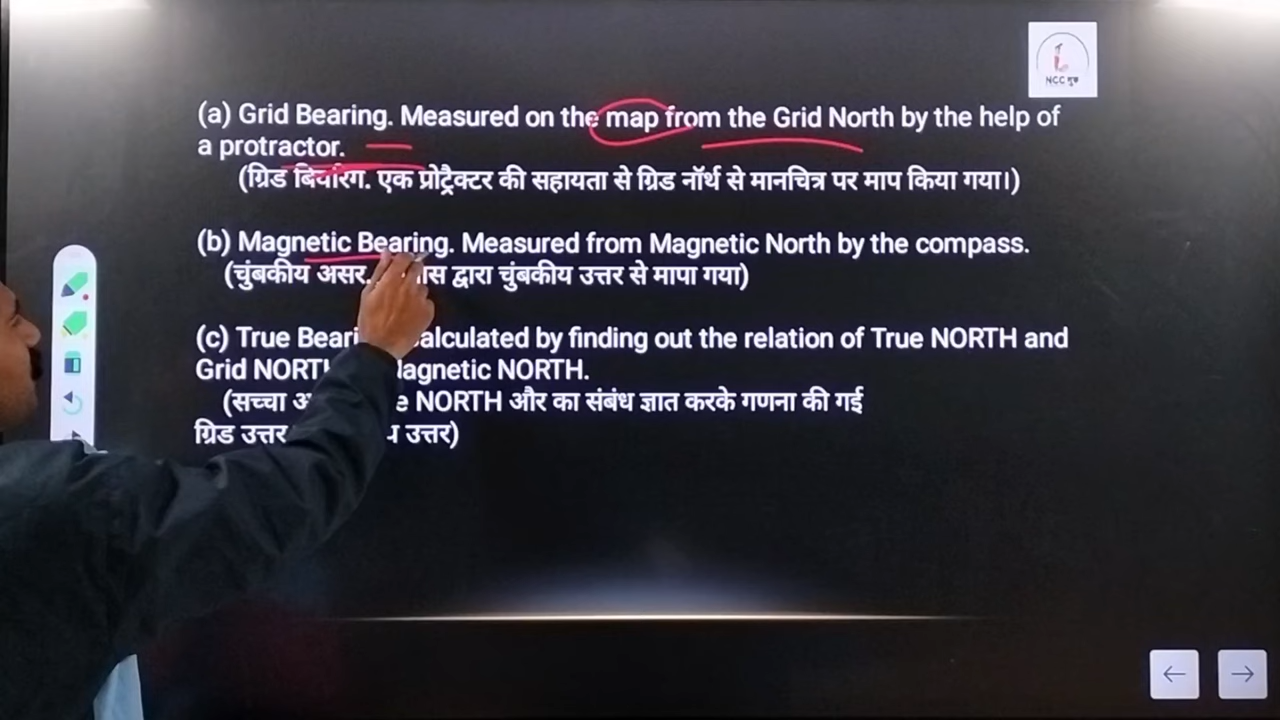 NCC गुरु
(a) Grid Bearing. Measured on the map from the Grid North by the help of
a protractor.
(ग्रिड बियरिंग. एक प्रोट्रैक्टर की सहायता से ग्रिड नॉर्थ से मानचित्र पर माप किया गया।)
(b) Magnetic Bearing. Measured from Magnetic North by the compass.
(चुंबकीय असर. द्वारा चुंबकीय उत्तर से मापा गया)
(c) True calculated by finding out the relation of True NORTH and
Grid NORTH Magnetic NORTH.
(सच्चा NORTH और का संबंध ज्ञात करके गणना की गई
ग्रिड उत्तर उत्तर)